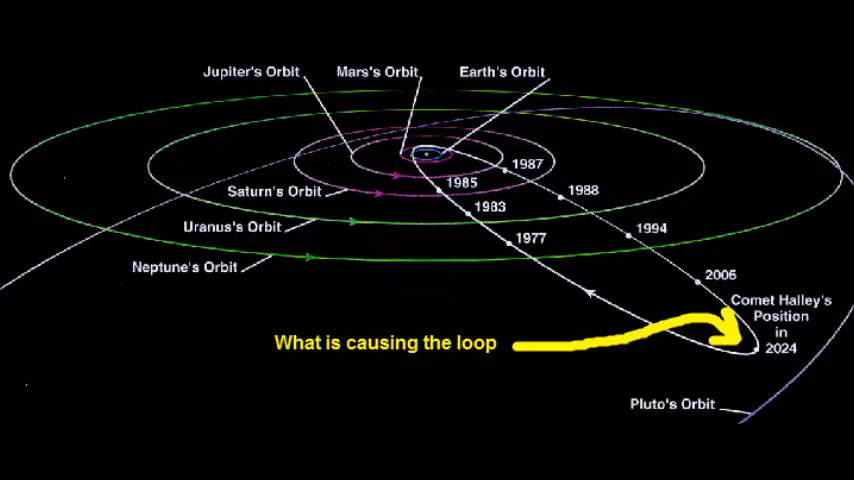 Jupiter's Orbit
Mars's Orbit
Earth's Orbit
1987
1985
Saturn's Orbit
1988
1983
Uranus's Orbit
1994
1977
Neptune's Orbit
2005
Comet Halley's
Position
in
2024
What is causing the loop
Pluto's Orbit